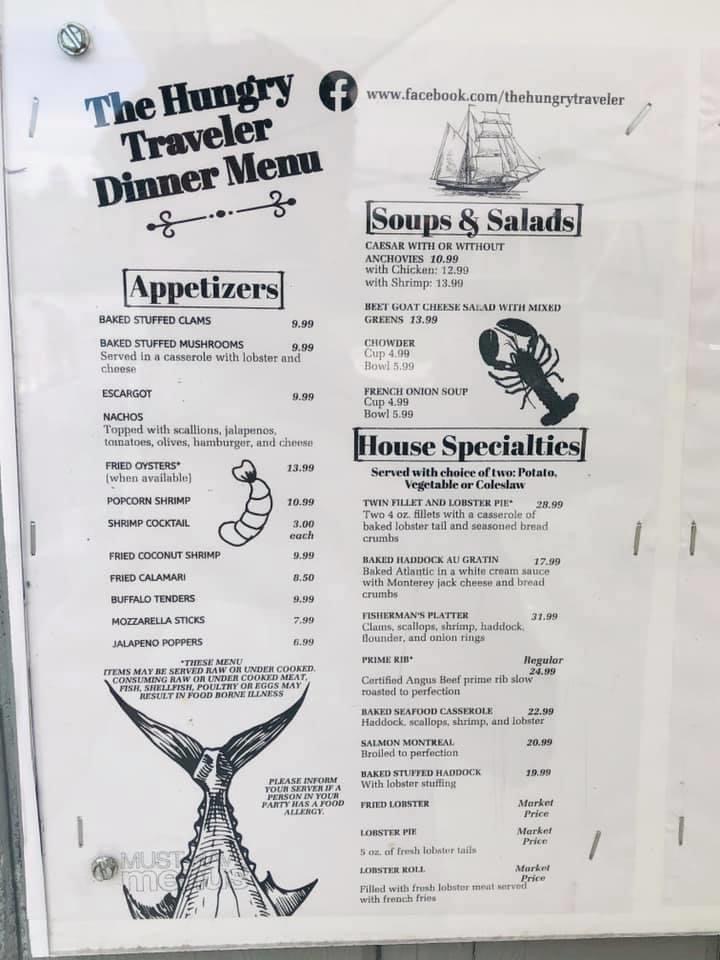 The Hungry
Traveler
Dinner Menu
Appetizers
BAKED STUFFED CLAMS 9.99
BAKED STUFFED MUSHROOMS 9.99
Served in a casserole with lobster and
cheese
ESCARGOT 9.99
NACHOS
Topped with scallions, jalapenos,
tomatoes, olives, hamburger, and cheese
FRIED OYSTERS* 13.99
(when available)
POPCORN SHRIMP 10.99
SHRIMP COCKTAIL 3.00
each
FRIED COCONUT SHRIMP 9.99
FRIED CALAMARI 8.50
BUFFALO TENDERS 9.99
MOZZARELLA STICKS 7.99
JALAPENO POPPERS 6.99
*THESE MENU
ITEMS MAY BE SERVED RAW OR UNDER COOKED.
CONSUMING RAW OR UNDER COOKED MEAT,
FISH, SHELLFISH, POULTRY OR EGGS MAY
RESULT IN FOOD BORNE ILLNESS
PLEASE INFORM
YOUR SERVER IF A
PERSON IN YOUR
PARTY HAS A FOOD
ALLERGY.
MUST
menus
f www.facebook.com/thehungrytraveler
Soups & Salads
CAESAR WITH OR WITHOUT
ANCHOVIES 10.99
with Chicken: 12.99
with Shrimp: 13.99
BEET GOAT CHEESE SALAD WITH MIXED
GREENS 13.99
CHOWDER
Cup 4.99
Bowl 5.99
FRENCH ONION SOUP
Cup 4.99
Bowl 5.99
House Specialties
Served with choice of two: Potato,
Vegetable or Coleslaw
TWIN FILLET AND LOBSTER PIE* 28.99
Two 4 oz. fillets with a casserole of
baked lobster tail and seasoned bread
crumbs
BAKED HADDOCK AU GRATIN 17.99
Baked Atlantic in a white cream sauce
with Monterey jack cheese and bread
crumbs
FISHERMAN'S PLATTER 31.99
Clams, scallops, shrimp, haddock,
flounder, and onion rings
PRIME RIB* Regular
24.99
Certified Angus Beef prime rib slow
roasted to perfection
BAKED SEAFOOD CASSEROLE 22.99
Haddock, scallops, shrimp, and lobster
SALMON MONTREAL 20.99
Broiled to perfection
BAKED STUFFED HADDOCK 19.99
With lobster stuffing
FRIED LOBSTER Market
Price
LOBSTER PIE Market
Price
5 oz. of fresh lobster tails
LOBSTER ROLL Market
Price
Filled with fresh lobster meat served
with french fries